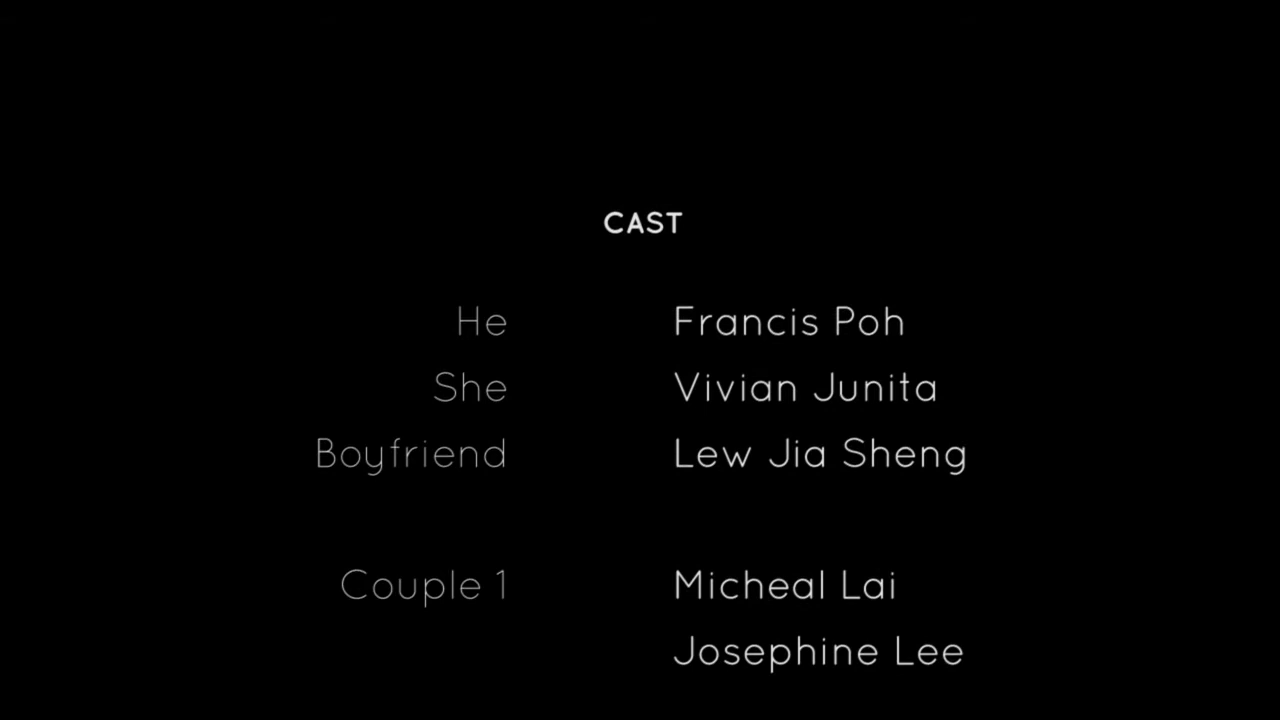 CAST
He Francis Poh
She Vivian Junita
Boyfriend Lew Jia Sheng
Couple 1 Micheal Lai
Josephine Lee